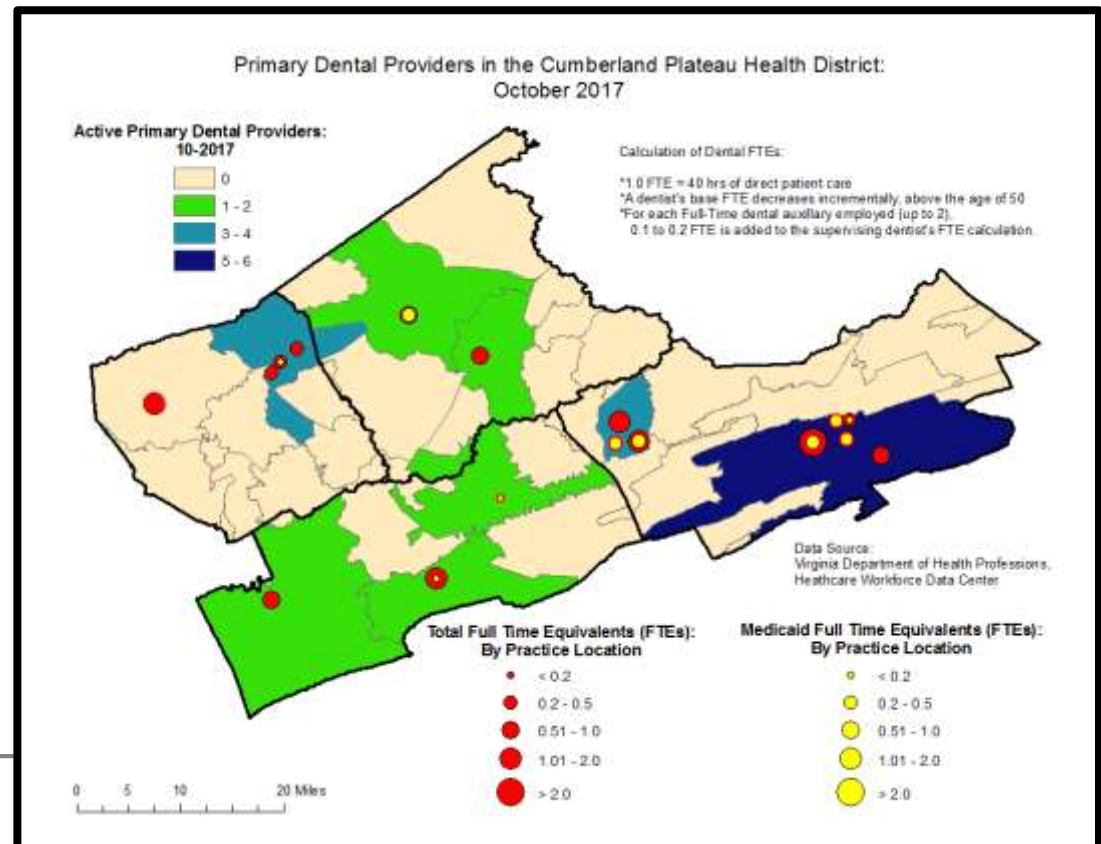 Primary Dental Providers in the Cumberland Plateau Health District:
October 2017
Active Primary Dental Providers:
10-2017
0
1 - 2
3 - 4
5 - 6
Calculation of Dental FTEs:
*1.0 FTE = 40 hrs of direct patient care
*A dentist's base FTE decreases incrementally, above the age of 50
*For each Full-Time dental auxillary employed (up to 2),
0.1 to 0.2 FTE is added to the supervising dentist's FTE calculation.
Data Source:
Virginia Department of Health Professions,
Heathcare Workforce Data Center
Total Full Time Equivalents (FTEs):
By Practice Location
< 0.2
0.2 - 0.5
0.51 - 1.0
1.01 - 2.0
> 2.0
Medicaid Full Time Equivalents (FTEs):
By Practice Location
< 0.2
0.2 - 0.5
0.51 - 1.0
1.01 - 2.0
> 2.0
0 5 10 20 Miles